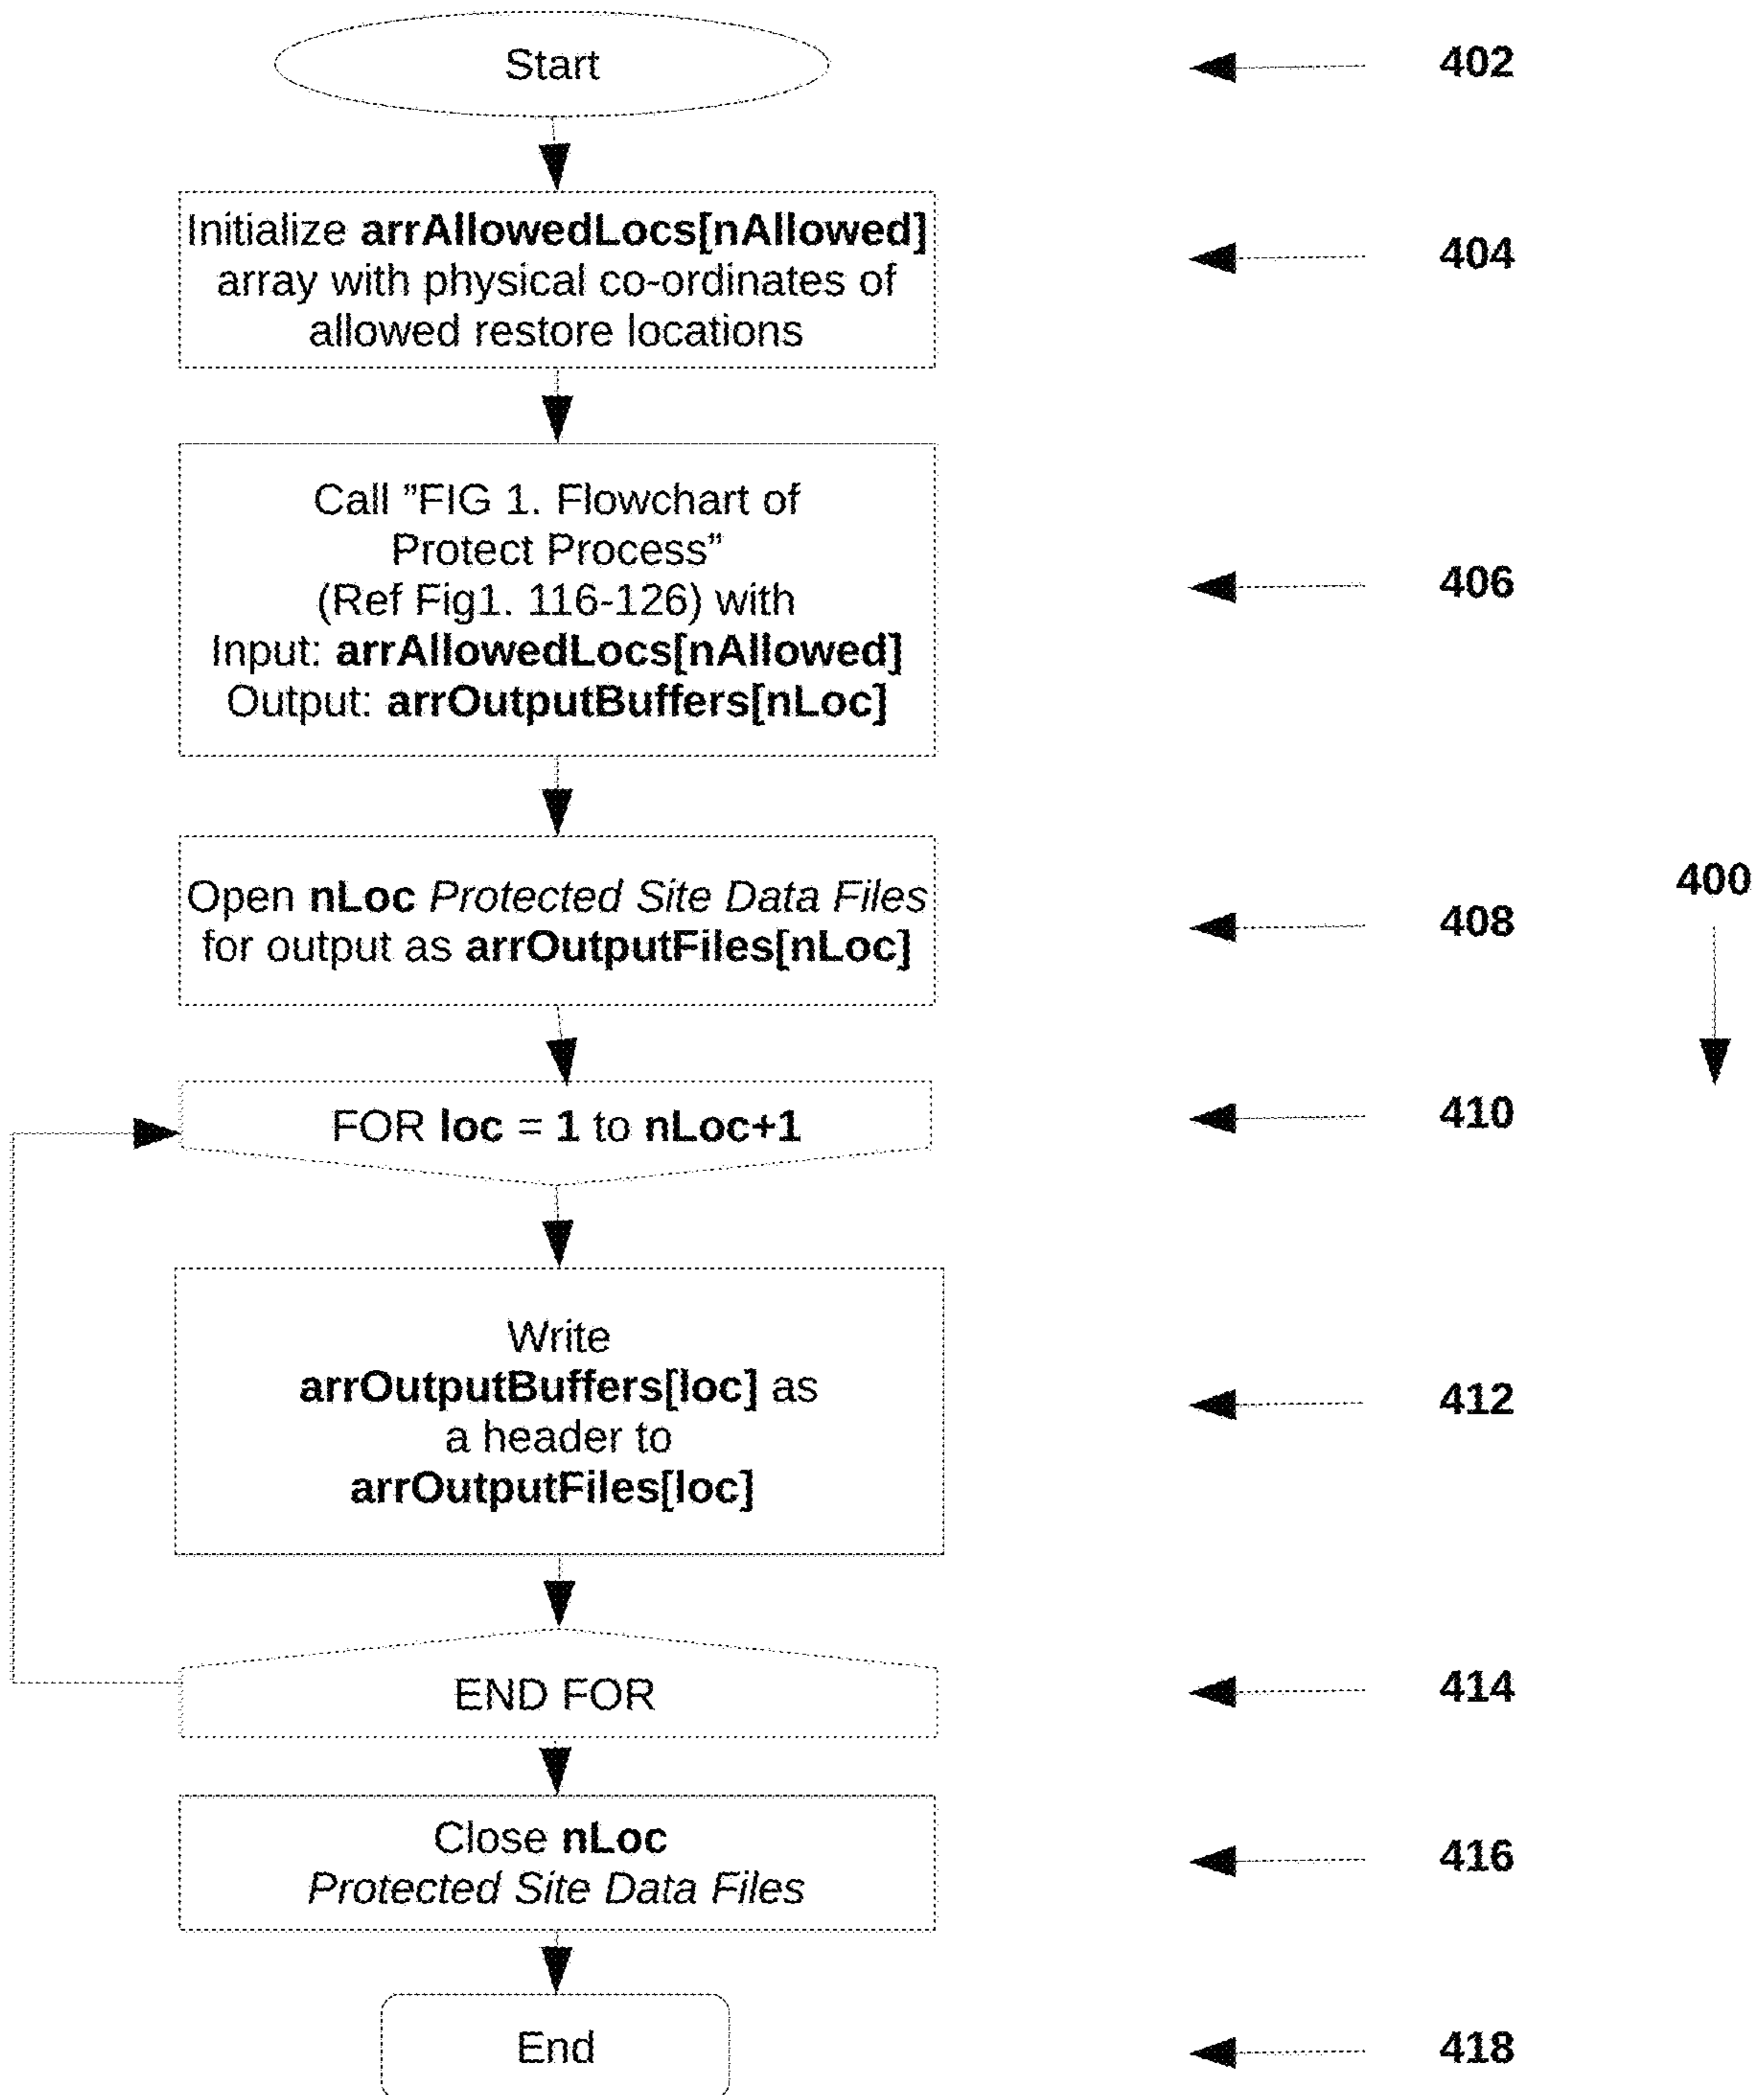 Start
402
Initialize arrAllowedLocs[nAllowed]
array with physical co-ordinates of
allowed restore locations
404
Call ”FIG 1. Flowchart of
Protect Process”
(Ref Fig1. 116-126) with
Input: arrAllowedLocs[nAllowed]
Output: arrOutputBuffers[nLoc]
406
Open nLoc Protected Site Data Files
for output as arrOutputFiles[nLoc]
408
400
FOR loc = 1 to nLoc+1
410
Write
arrOutputBuffers[loc] as
a header to
arrOutputFiles[loc]
412
END FOR
414
Close nLoc
Protected Site Data Files
416
End
418